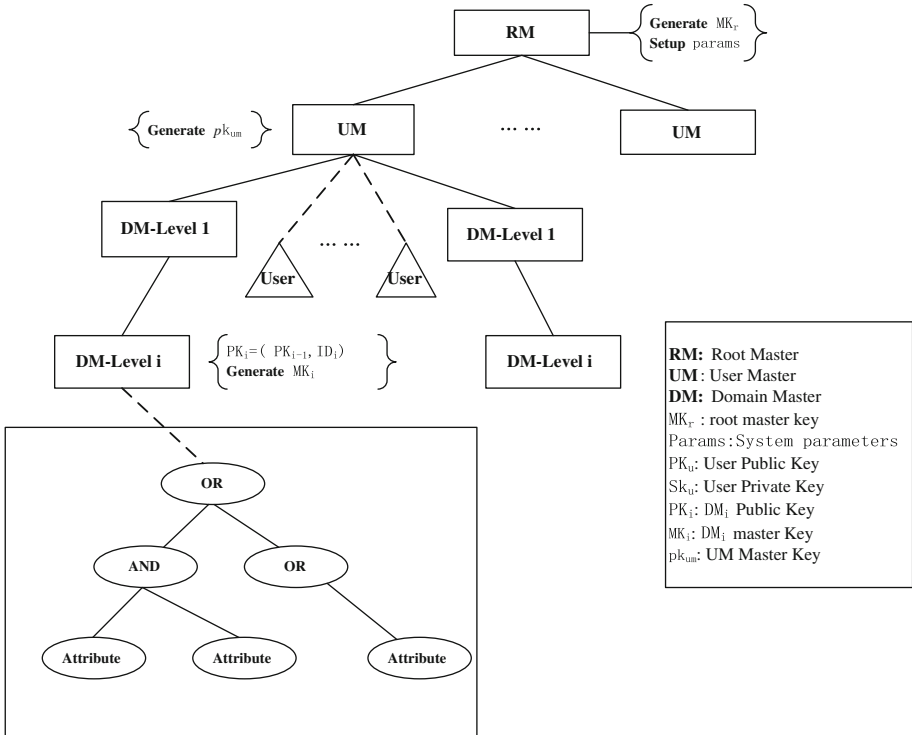 RM
Generate MKr
Setup params
Generate pkum
UM
... ...
UM
DM-Level 1
... ...
DM-Level 1
User
User
DM-Level i
PKi=( PKi-1, IDi)
Generate MKi
DM-Level i
RM: Root Master
UM : User Master
DM: Domain Master
MKr : root master key
Params:System parameters
PKu: User Public Key
Sku: User Private Key
PKi: DMi Public Key
MKi: DMi master Key
pkum: UM Master Key
OR
AND
OR
Attribute
Attribute
Attribute